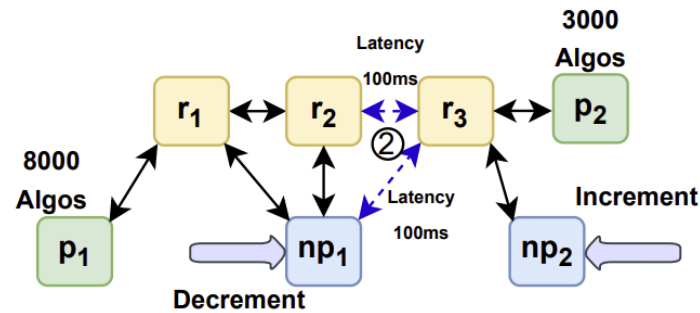 3000
Algos
Latency
100ms
r1
r2
r3
p2
2
8000
Algos
Latency
100ms
Increment
p1
np1
np2
Decrement